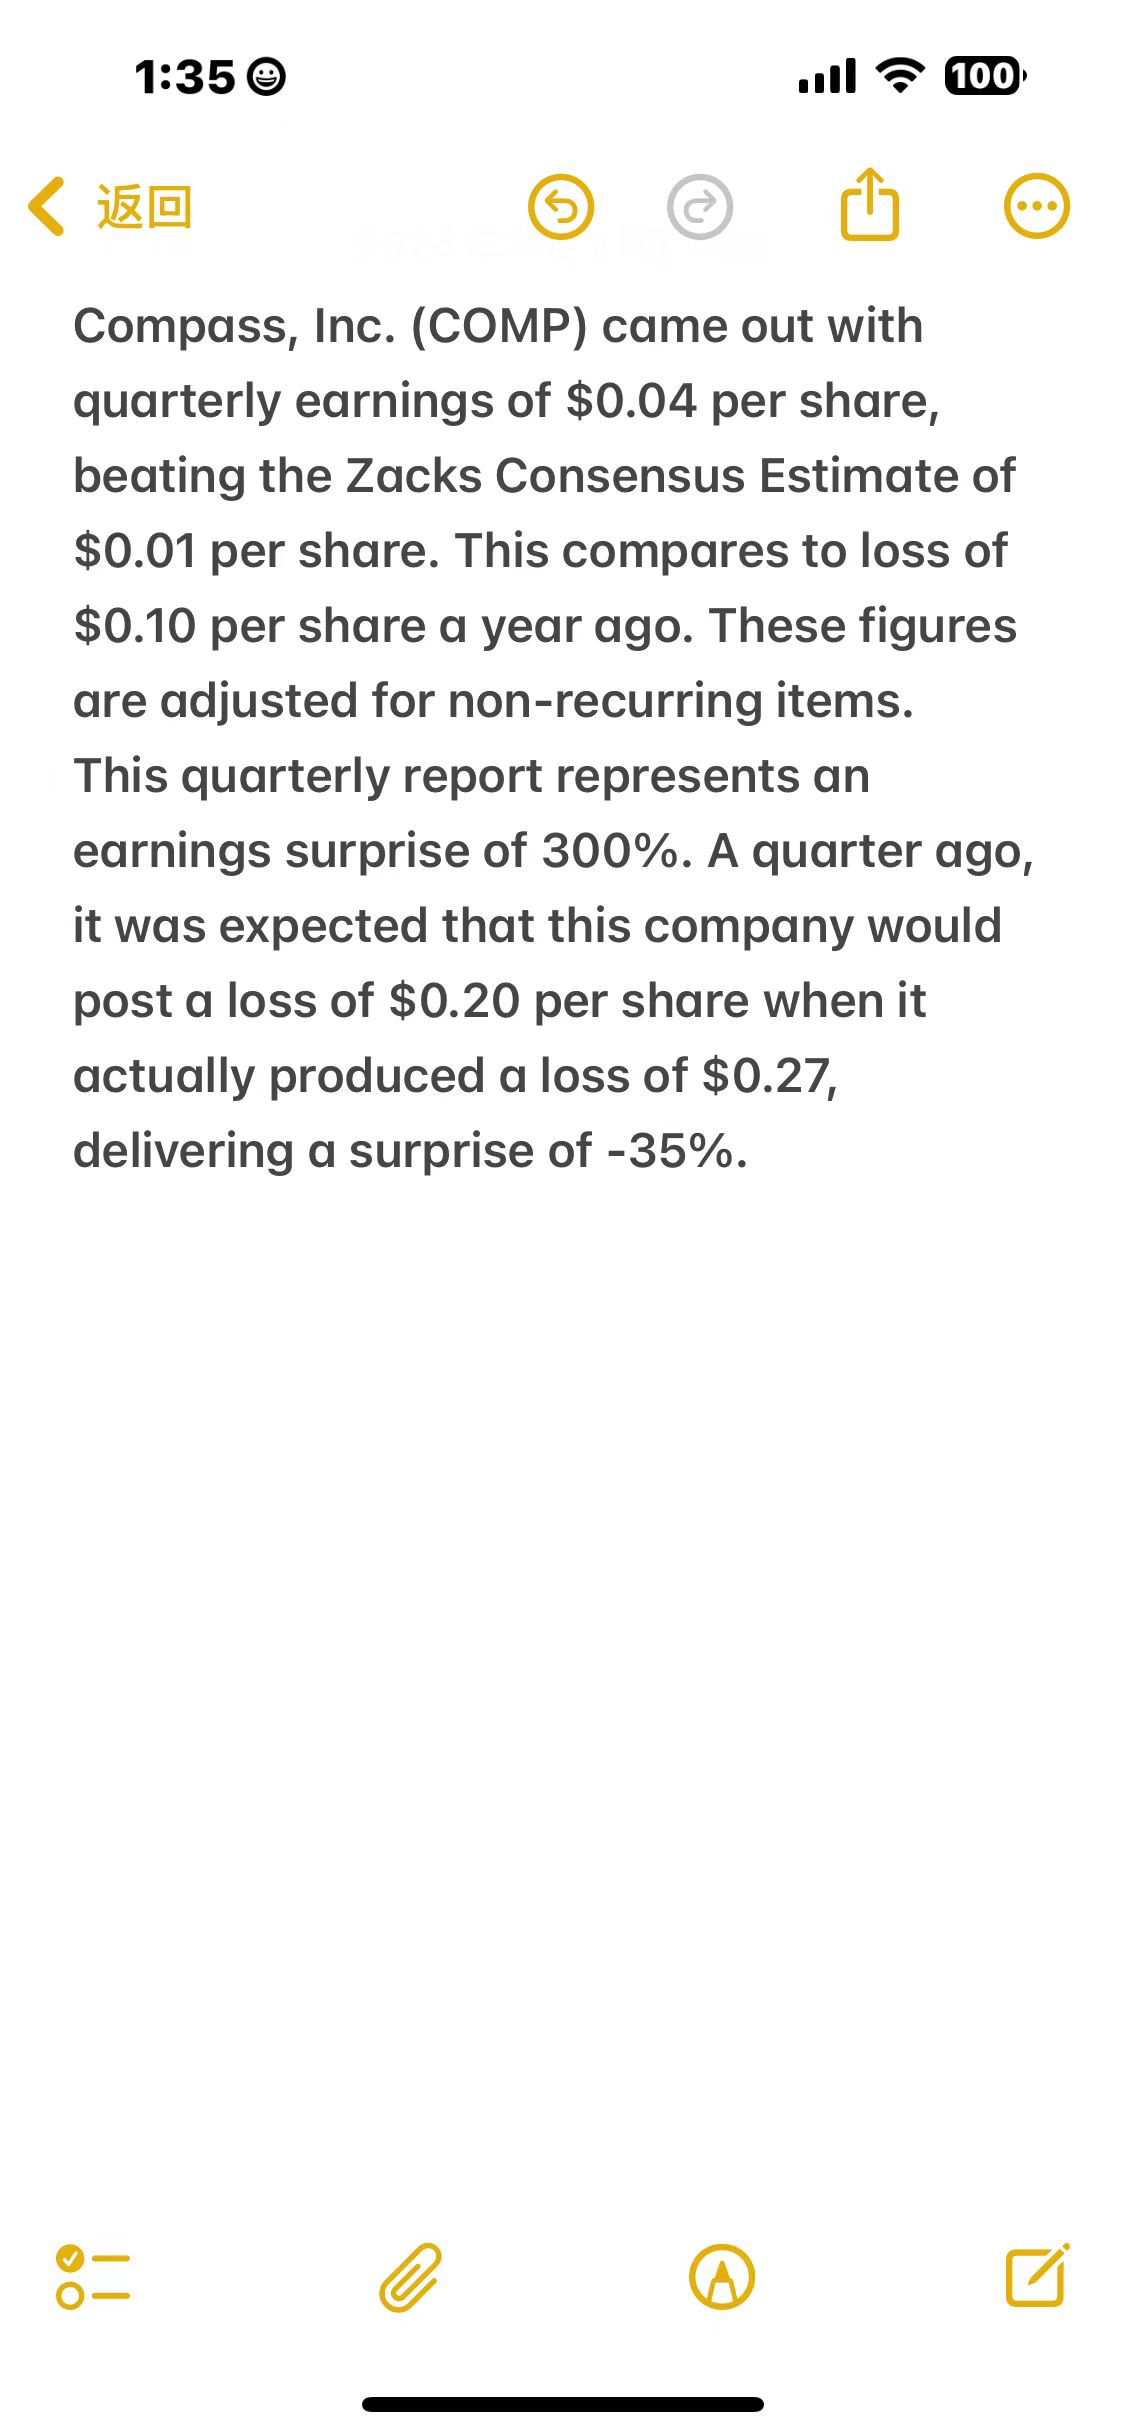 1:35
100
返回
Compass, Inc. (COMP) came out with
quarterly earnings of $0.04 per share,
beating the Zacks Consensus Estimate of
$0.01 per share. This compares to loss of
$0.10 per share a year ago. These figures
are adjusted for non-recurring items.
This quarterly report represents an
earnings surprise of 300%. A quarter ago,
it was expected that this company would
post a loss of $0.20 per share when it
actually produced a loss of $0.27,
delivering a surprise of -35%.